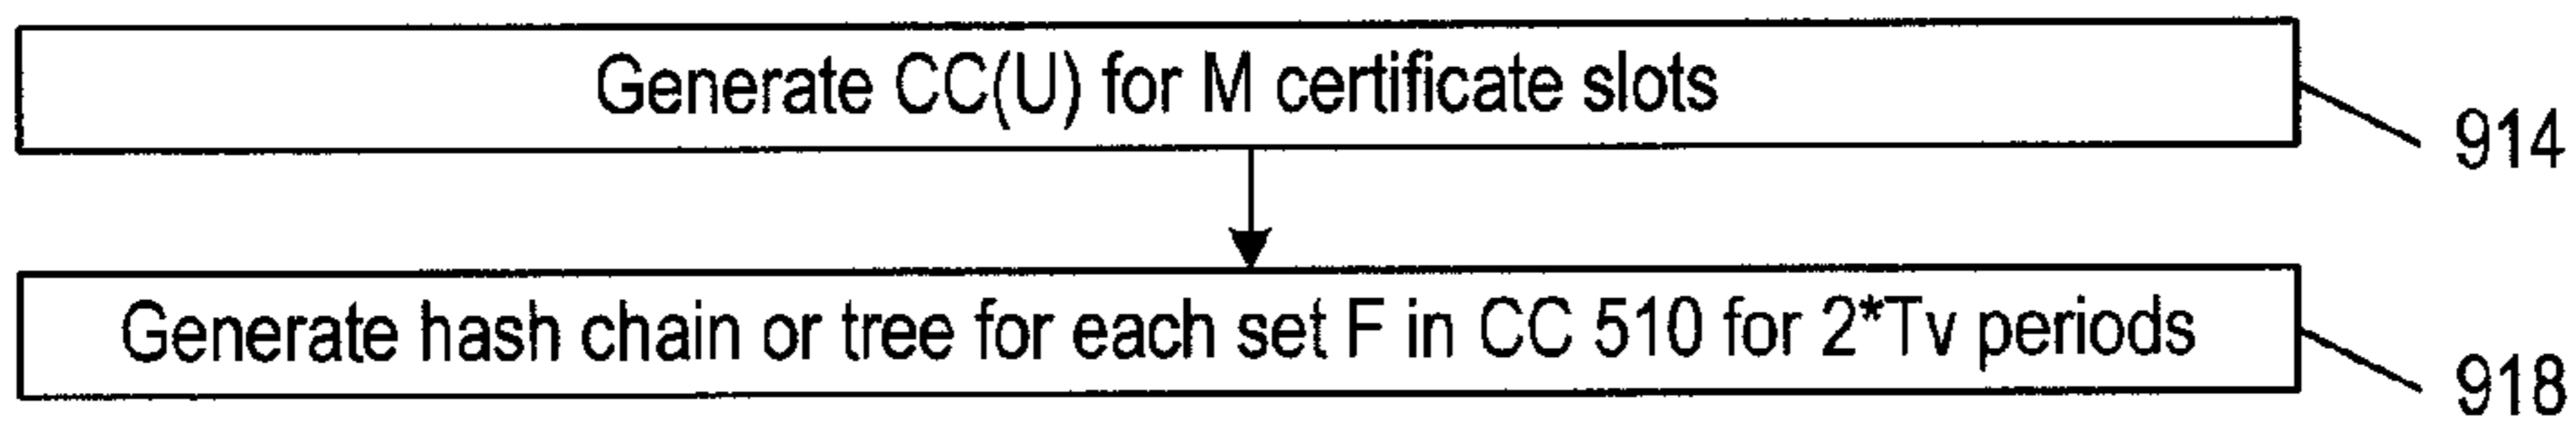 Generate CC(U) for M certificate slots
914
Generate hash chain or tree for each set F in CC 510 for 2*Tv periods
918